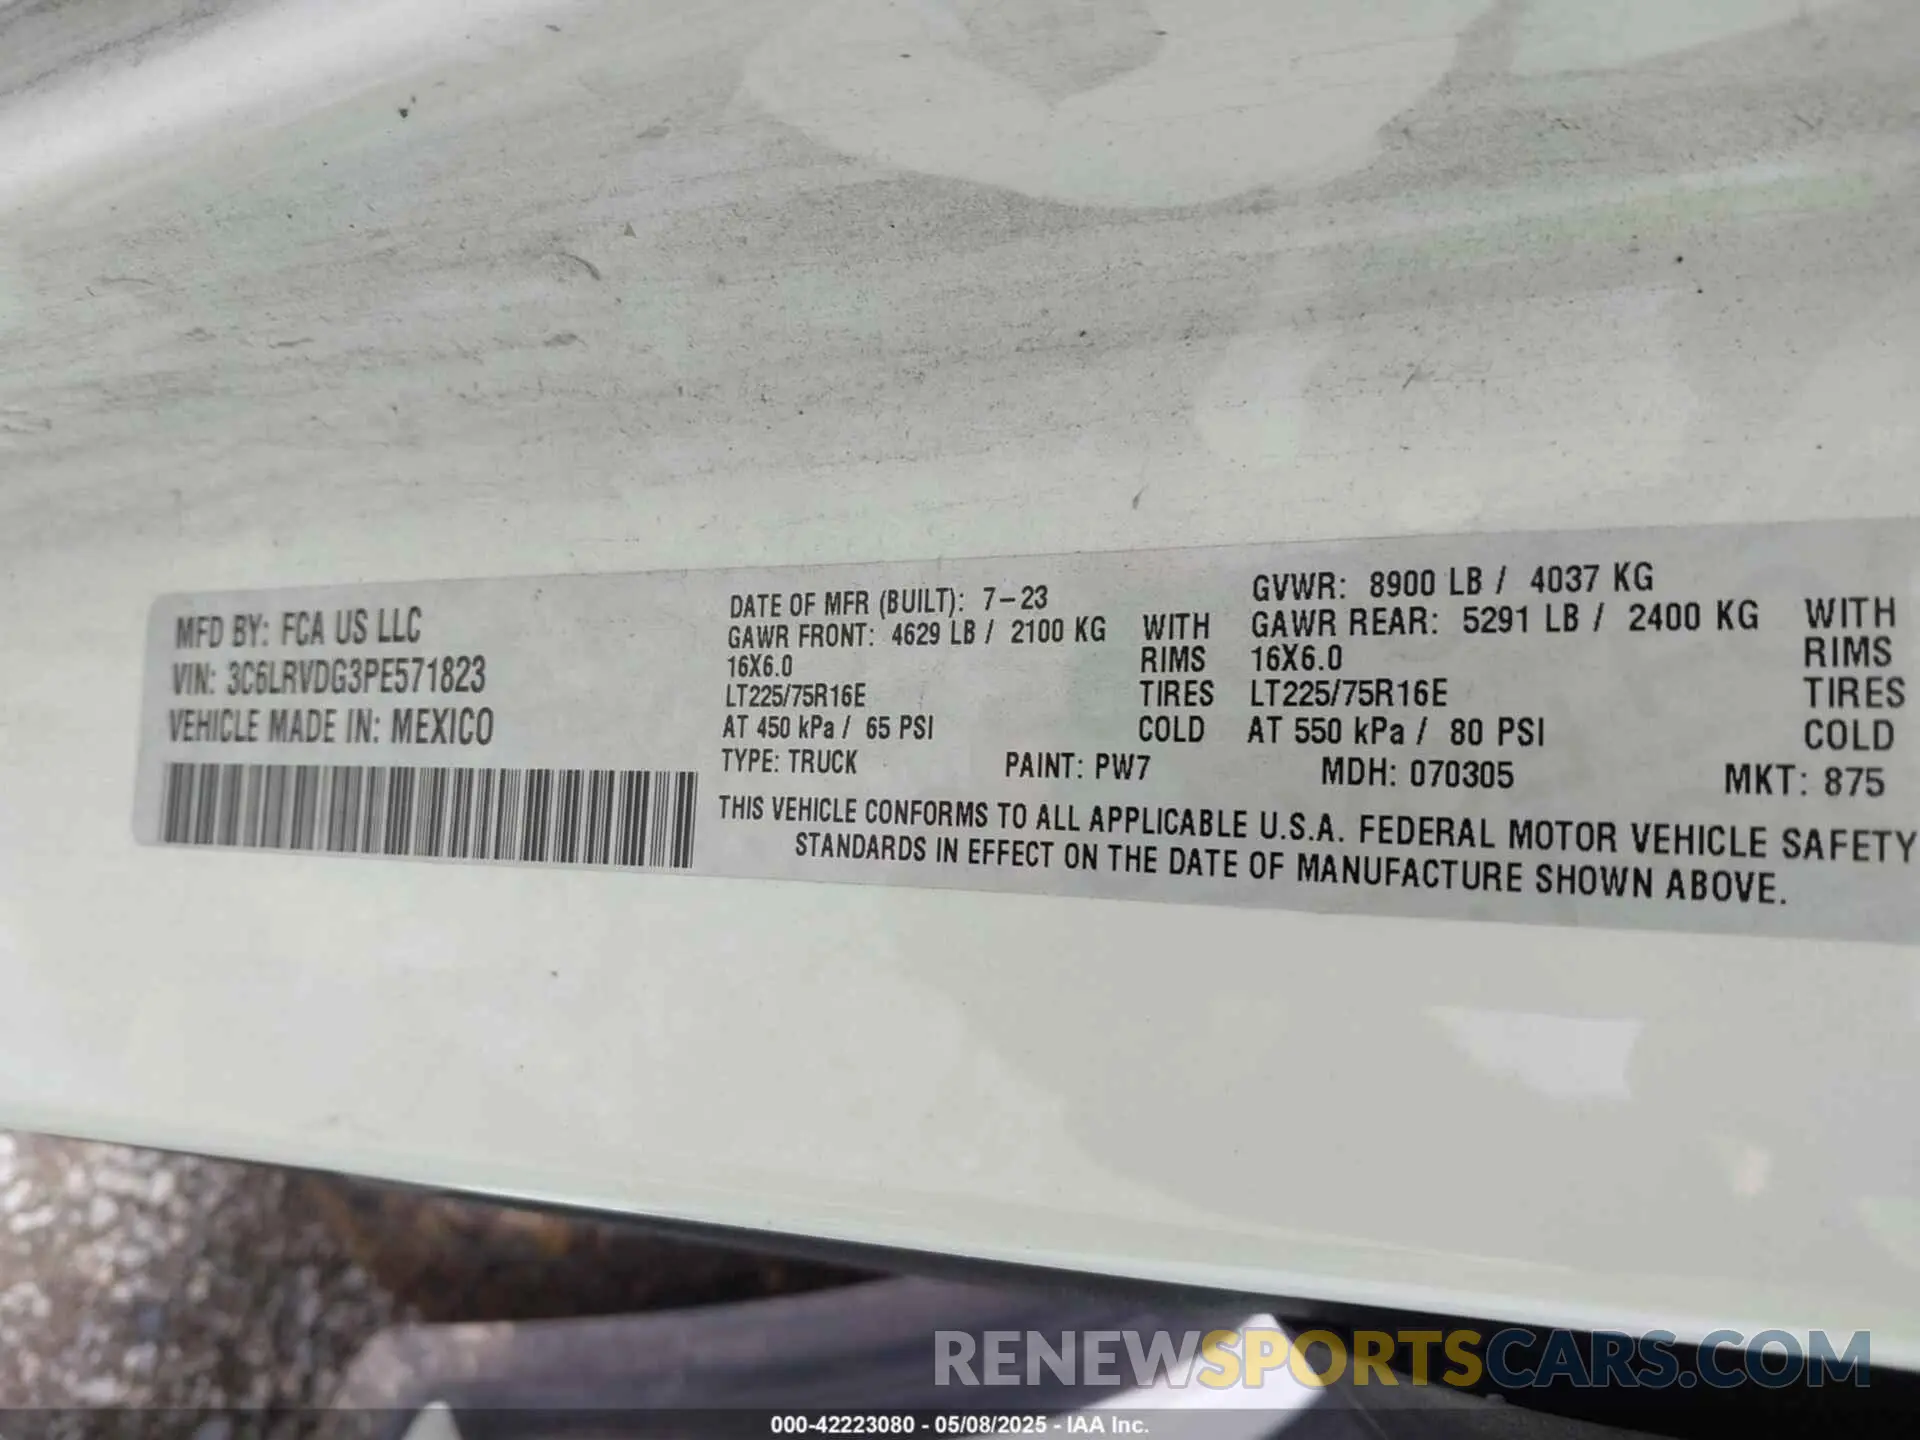 MFD BY: FCA US LLC
VIN: 3C6LRVDG3PE571823
VEHICLE MADE IN: MEXICO
DATE OF MFR (BUILT): 7-23
GVWR: 8900 LB / 4037 KG
GAWR FRONT: 4629 LB / 2100 KG WITH GAWR REAR: 5291 LB / 2400 KG WITH
16X6.0 RIMS 16X6.0 RIMS
LT225/75R16E TIRES LT225/75R16E TIRES
AT 450 kPa / 65 PSI COLD AT 550 kPa / 80 PSI COLD
TYPE: TRUCK PAINT: PW7 MDH: 070305 MKT: 875
THIS VEHICLE CONFORMS TO ALL APPLICABLE U.S.A. FEDERAL MOTOR VEHICLE SAFETY
STANDARDS IN EFFECT ON THE DATE OF MANUFACTURE SHOWN ABOVE.
RENEWSPORTSCARS.COM
000-42223080 - 05/08/2025 - IAA Inc.